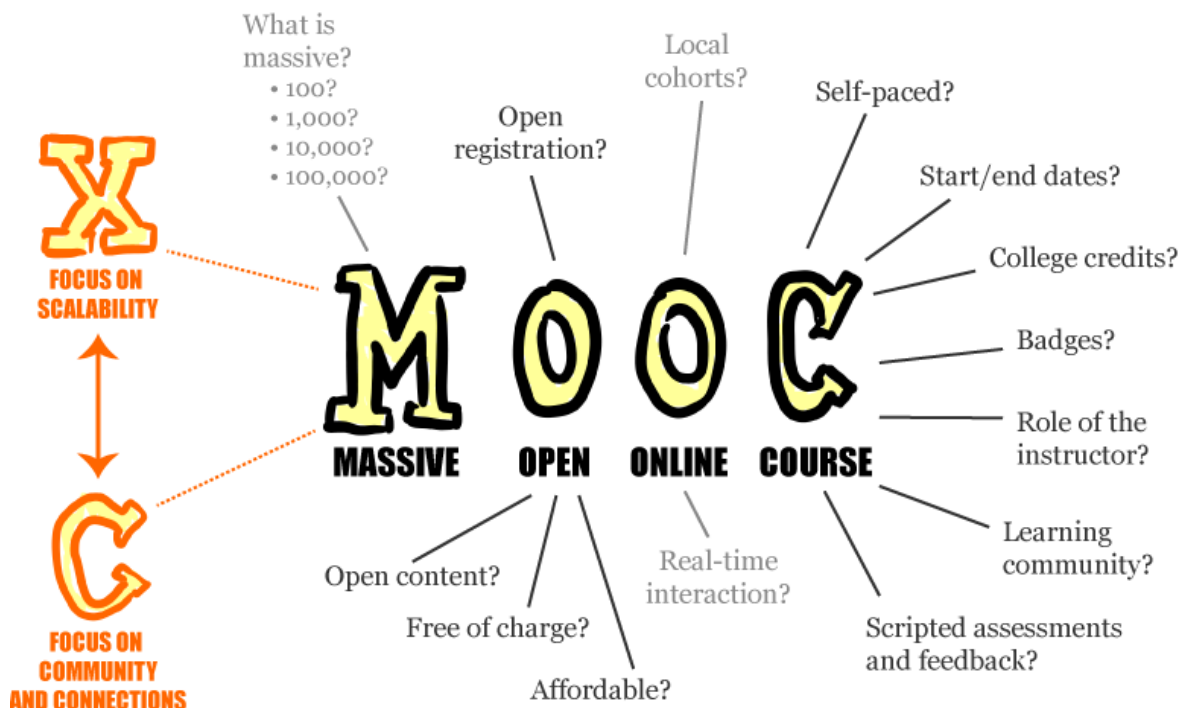 What is
massive?
• 100?
• 1,000?
• 10,000?
• 100,000?
Local
cohorts?
Self-paced?
Open
registration?
Start/end dates?
College credits?
X
FOCUS ON
SCALABILITY
MOOC
Badges?
Role of the
instructor?
MASSIVE OPEN ONLINE COURSE
C
FOCUS ON
COMMUNITY
AND CONNECTIONS
Open content?
Free of charge?
Affordable?
Real-time
interaction?
Learning
community?
Scripted assessments
and feedback?